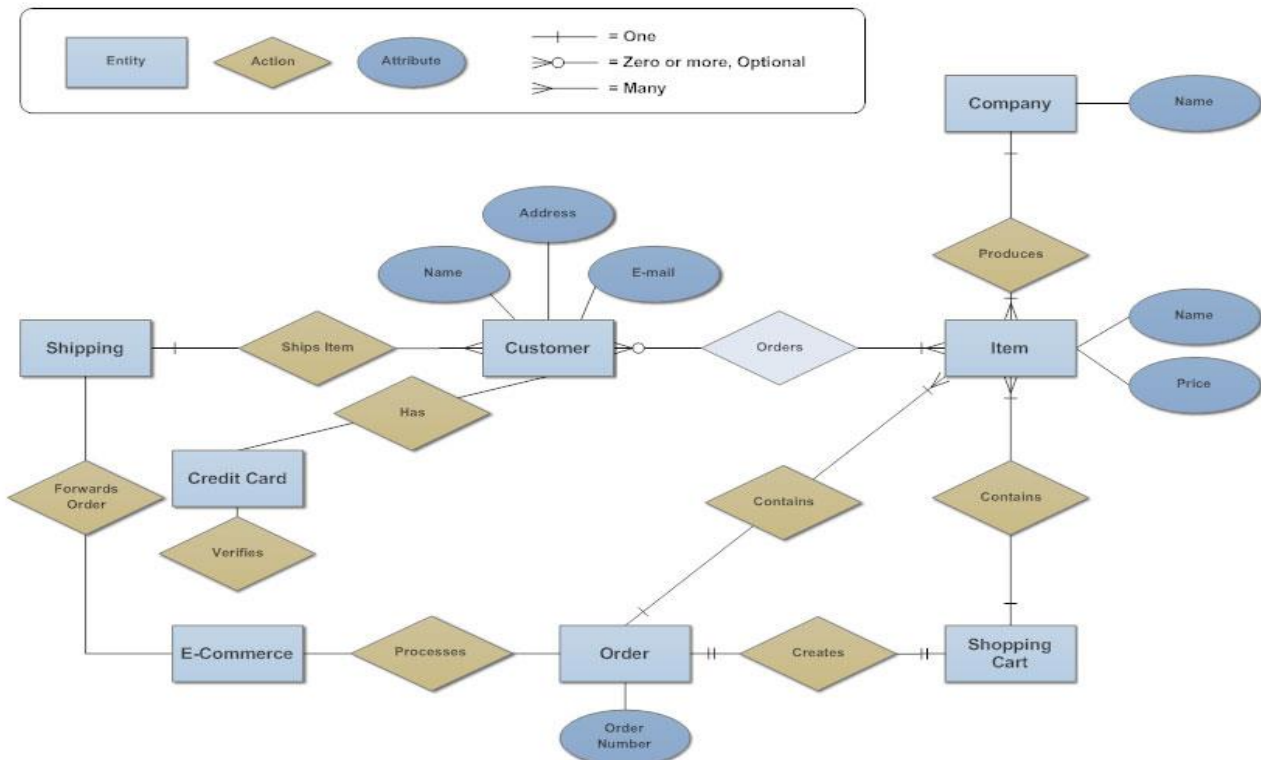 Entity
Action
Attribute
= One
= Zero or more, Optional
= Many
Company
Name
Address
Name
E-mail
Produces
Name
Shipping
Ships Item
Customer
Orders
Item
Price
Has
Credit Card
Forwards
Order
Contains
Contains
Verifies
E-Commerce
Processes
Order
Creates
Shopping
Cart
Order
Number